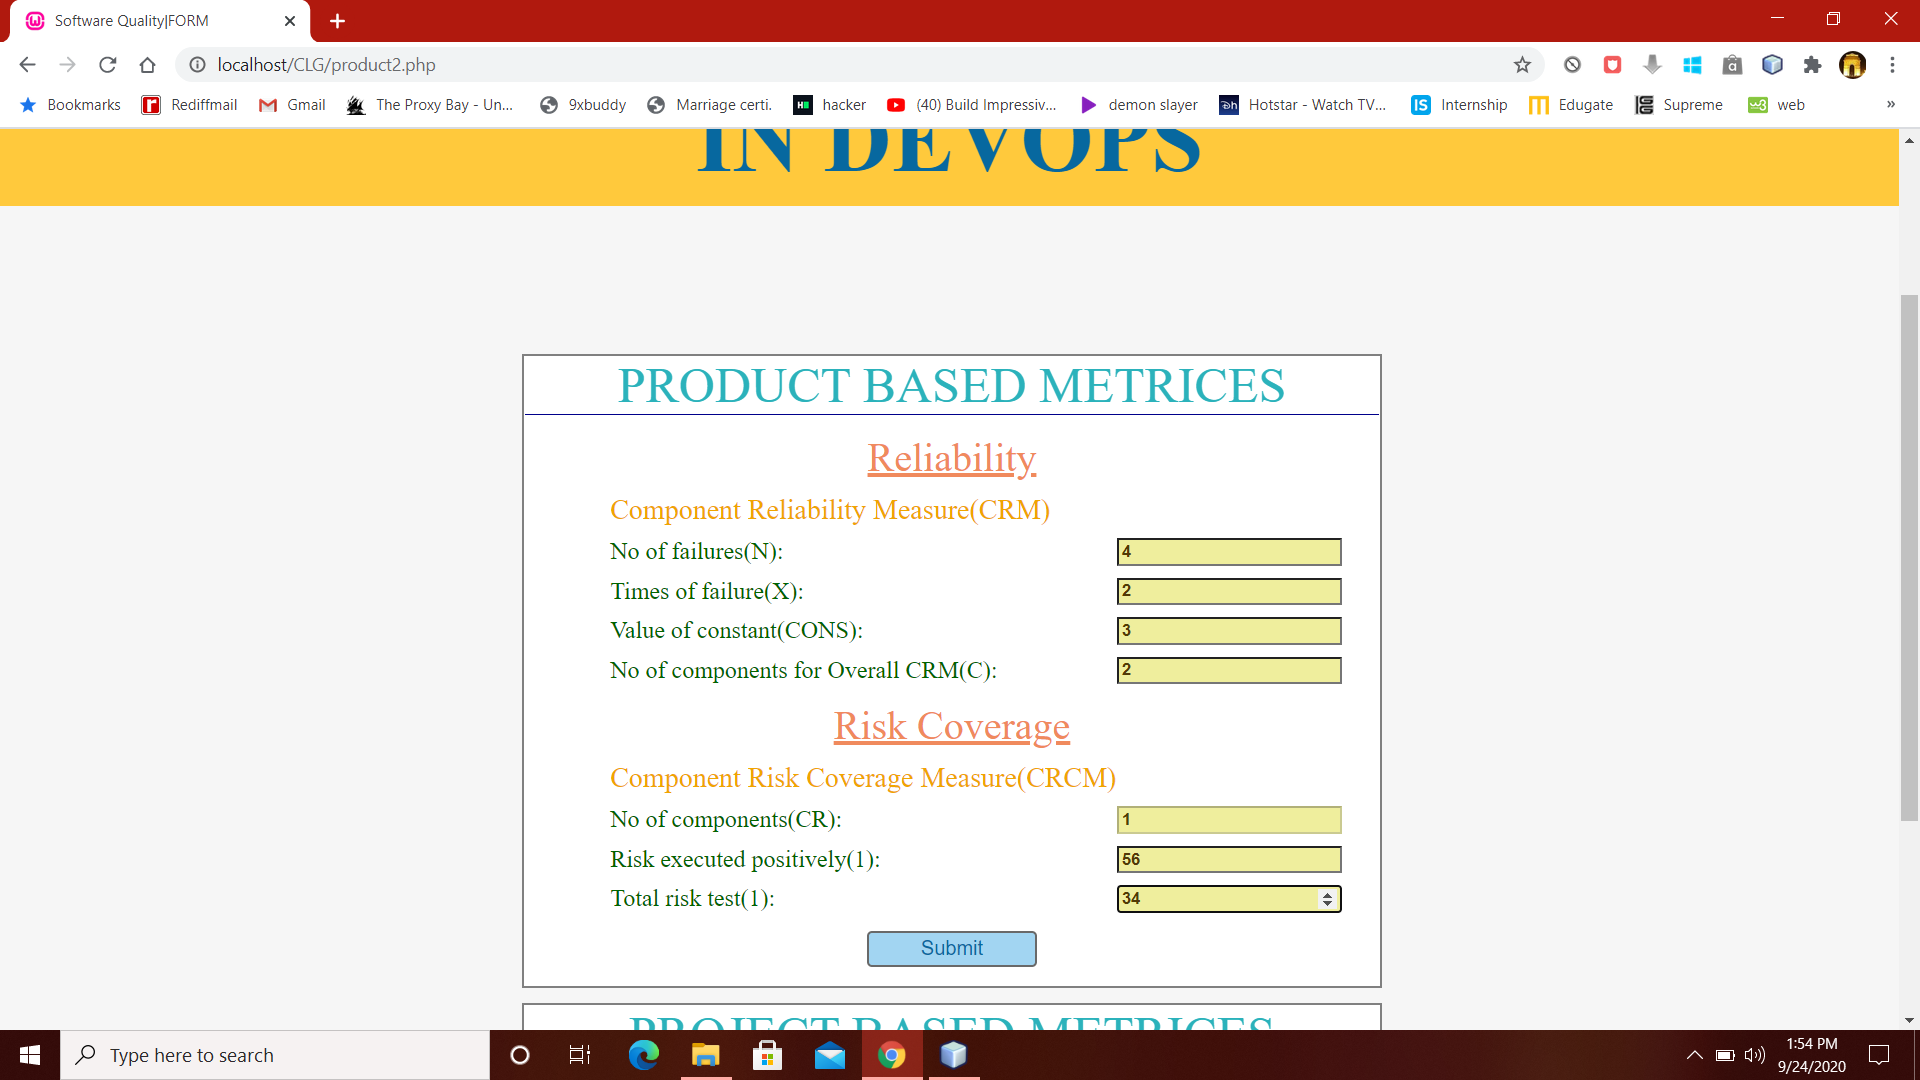 Software Quality|FORM
localhost/CLG/product2.php
Bookmarks Rediffmail Gmail The Proxy Bay - Un... 9xbuddy Marriage certi. hacker (40) Build Impressiv... demon slayer Hotstar - Watch TV... Internship Edugate Supreme web »
IN DEVOPS
PRODUCT BASED METRICES
Reliability
Component Reliability Measure(CRM)
No of failures(N): 4
Times of failure(X): 2
Value of constant(CONS): 3
No of components for Overall CRM(C): 2
Risk Coverage
Component Risk Coverage Measure(CRCM)
No of components(CR): 1
Risk executed positively(1): 56
Total risk test(1): 34
Submit
PROJECT BASED METRICES
Type here to search
1:54 PM
9/24/2020